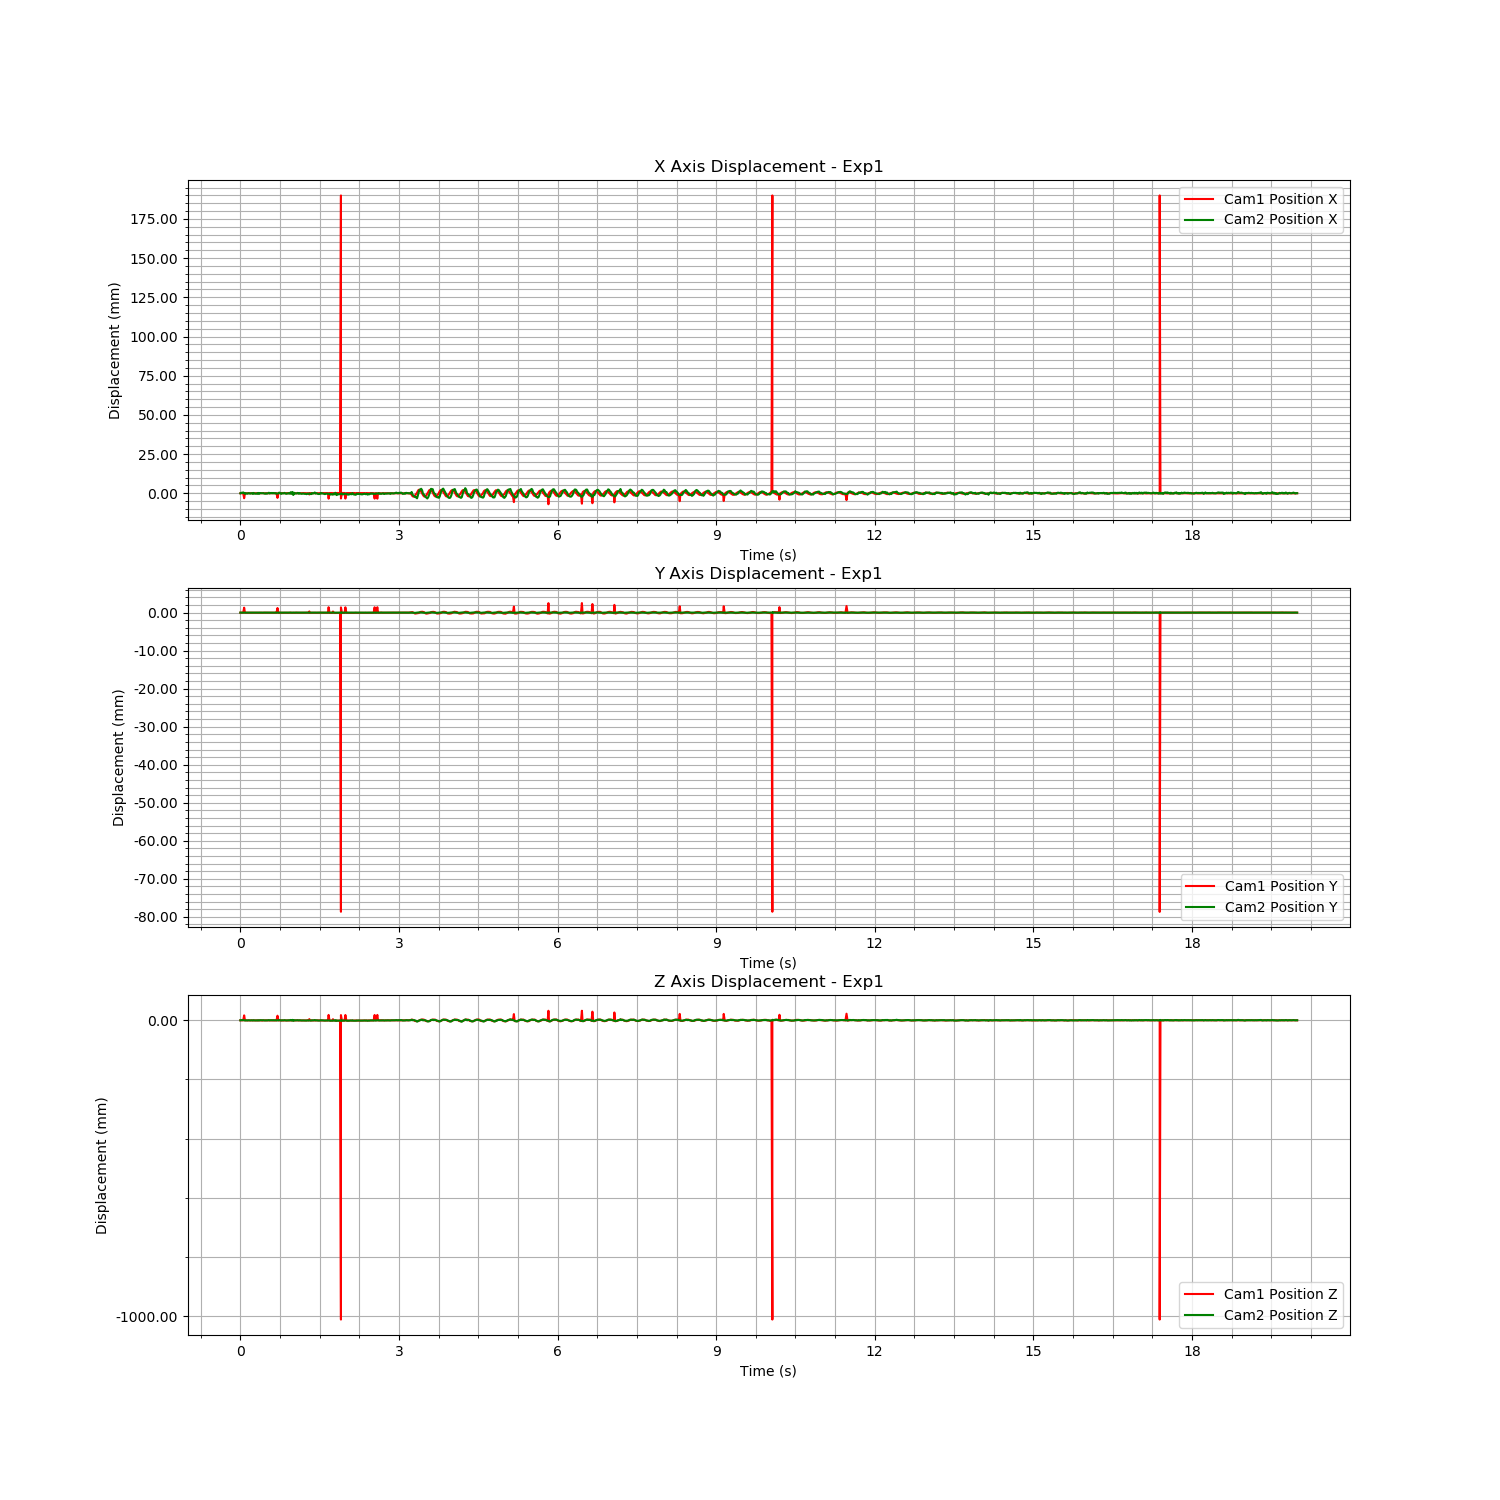 X Axis Displacement - Exp1
Displacement (mm)
175.00
150.00
125.00
100.00
75.00
50.00
25.00
0.00
Cam1 Position X
Cam2 Position X
0 3 6 9 12 15 18
Time (s)
Y Axis Displacement - Exp1
Displacement (mm)
0.00
-10.00
-20.00
-30.00
-40.00
-50.00
-60.00
-70.00
-80.00
Cam1 Position Y
Cam2 Position Y
0 3 6 9 12 15 18
Time (s)
Z Axis Displacement - Exp1
Displacement (mm)
0.00
-1000.00
Cam1 Position Z
Cam2 Position Z
0 3 6 9 12 15 18
Time (s)